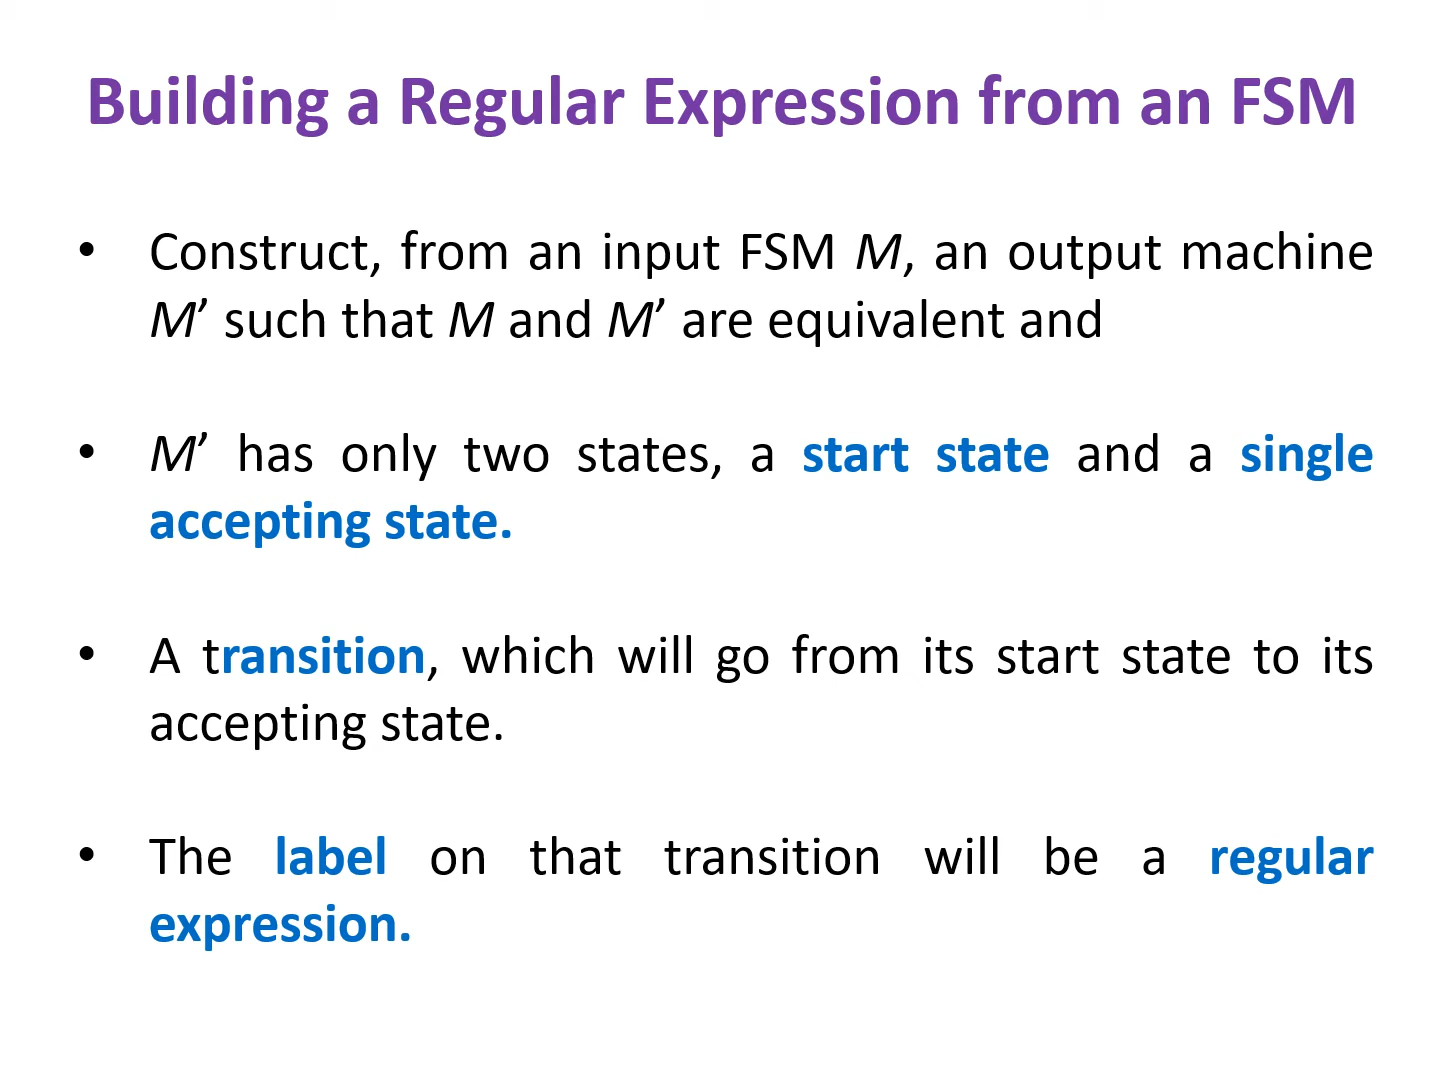 Building a Regular Expression from an FSM
• Construct, from an input FSM M, an output machine
M’ such that M and M’ are equivalent and
• M’ has only two states, a start state and a single
accepting state.
• A transition, which will go from its start state to its
accepting state.
• The label on that transition will be a regular
expression.